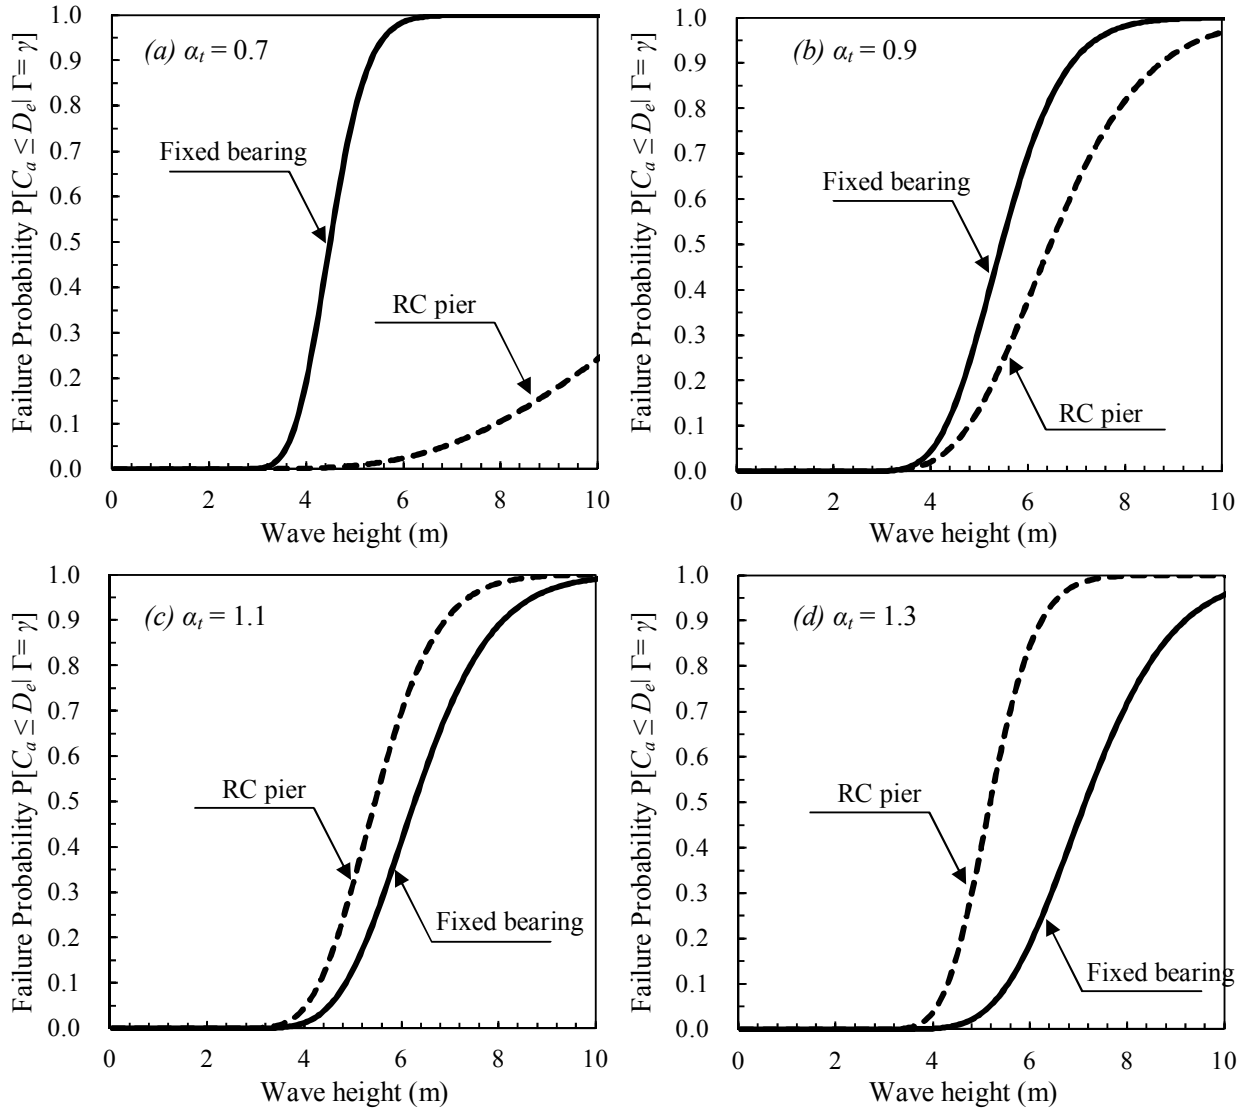 1.0
0.9
0.8
0.7
0.6
0.5
0.4
0.3
0.2
0.1
0.0
Failure Probability P[Cₐ ≤ Dₑ| Γ= γ]
(a) αₜ = 0.7
Fixed bearing
RC pier
0 2 4 6 8 10
Wave height (m)
1.0
0.9
0.8
0.7
0.6
0.5
0.4
0.3
0.2
0.1
0.0
Failure Probability P[Cₐ ≤ Dₑ| Γ= γ]
(b) αₜ = 0.9
Fixed bearing
RC pier
0 2 4 6 8 10
Wave height (m)
1.0
0.9
0.8
0.7
0.6
0.5
0.4
0.3
0.2
0.1
0.0
Failure Probability P[Cₐ ≤ Dₑ| Γ= γ]
(c) αₜ = 1.1
RC pier
Fixed bearing
0 2 4 6 8 10
Wave height (m)
1.0
0.9
0.8
0.7
0.6
0.5
0.4
0.3
0.2
0.1
0.0
Failure Probability P[Cₐ ≤ Dₑ| Γ= γ]
(d) αₜ = 1.3
RC pier
Fixed bearing
0 2 4 6 8 10
Wave height (m)